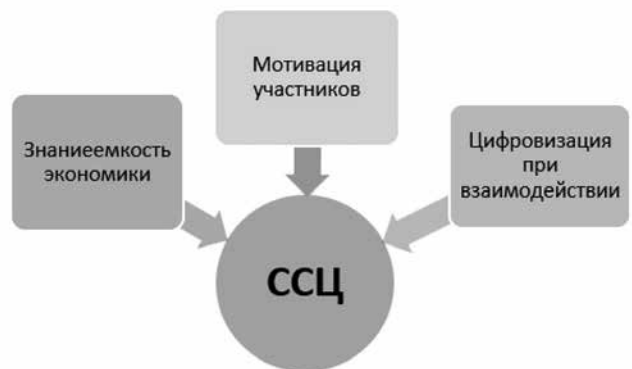 Мотивация
участников
Знаниеемкость
экономики
Цифровизация
при
взаимодействии
ССЦ